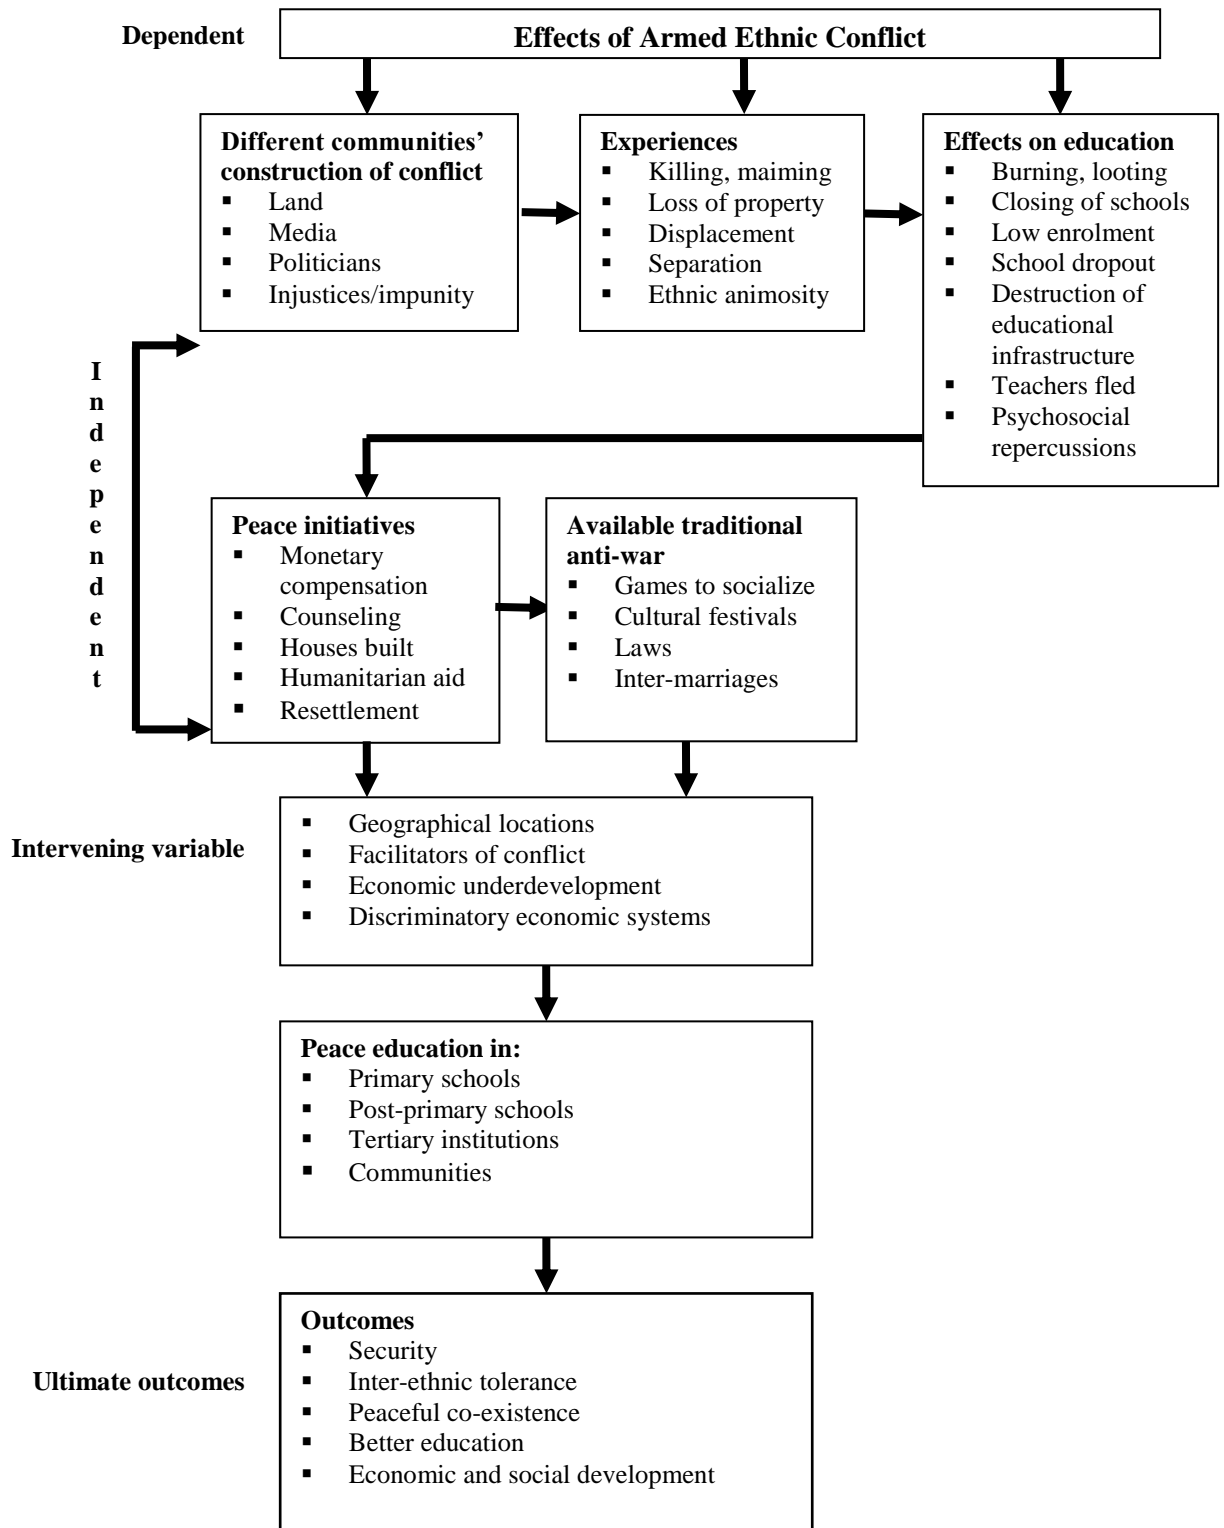 Dependent
Effects of Armed Ethnic Conflict
Different communities'
construction of conflict
▪ Land
▪ Media
▪ Politicians
▪ Injustices/impunity
Experiences
▪ Killing, maiming
▪ Loss of property
▪ Displacement
▪ Separation
▪ Ethnic animosity
Effects on education
▪ Burning, looting
▪ Closing of schools
▪ Low enrolment
▪ School dropout
▪ Destruction of
educational
infrastructure
▪ Teachers fled
▪ Psychosocial
repercussions
I
n
d
e
p
e
n
d
e
n
t
Peace initiatives
▪ Monetary
compensation
▪ Counseling
▪ Houses built
▪ Humanitarian aid
▪ Resettlement
Available traditional
anti-war
▪ Games to socialize
▪ Cultural festivals
▪ Laws
▪ Inter-marriages
Intervening variable
▪ Geographical locations
▪ Facilitators of conflict
▪ Economic underdevelopment
▪ Discriminatory economic systems
Peace education in:
▪ Primary schools
▪ Post-primary schools
▪ Tertiary institutions
▪ Communities
Ultimate outcomes
Outcomes
▪ Security
▪ Inter-ethnic tolerance
▪ Peaceful co-existence
▪ Better education
▪ Economic and social development